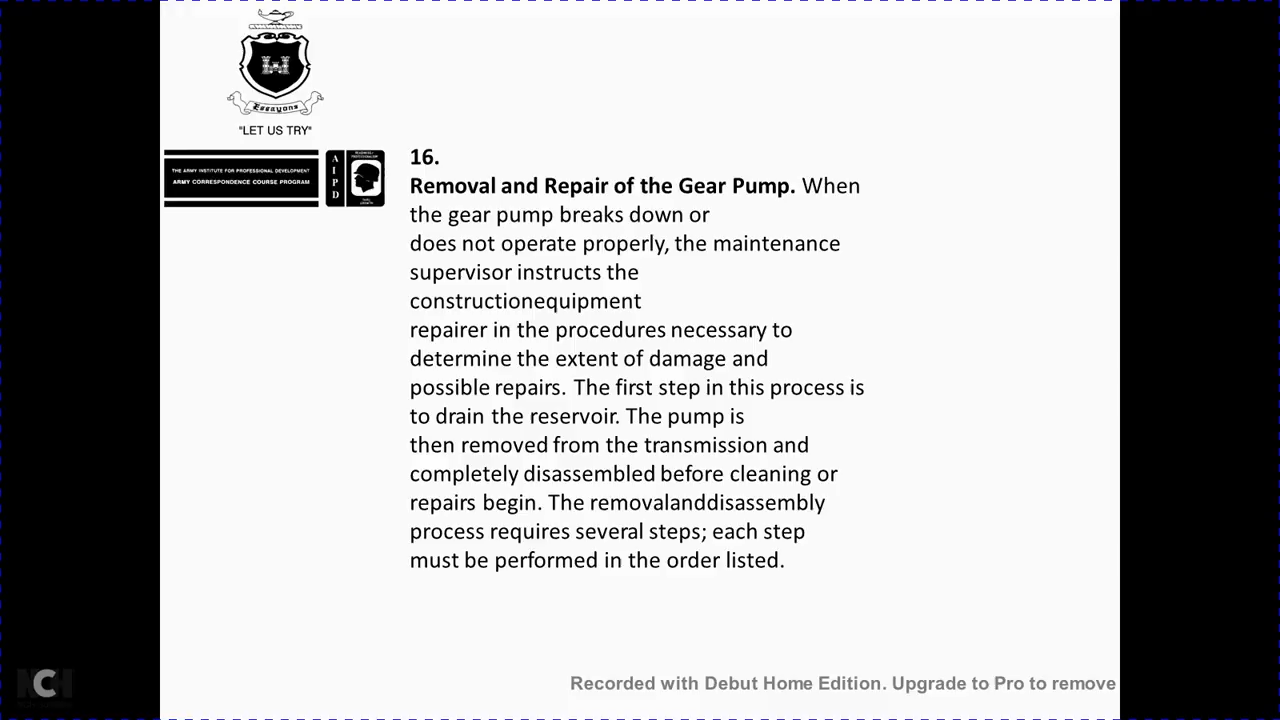 Essayons
"LET US TRY"
THE ARMY INSTITUTE FOR PROFESSIONAL DEVELOPMENT
ARMY CORRESPONDENCE COURSE PROGRAM
A
I
P
D
16.
Removal and Repair of the Gear Pump. When
the gear pump breaks down or
does not operate properly, the maintenance
supervisor instructs the
constructionequipment
repairer in the procedures necessary to
determine the extent of damage and
possible repairs. The first step in this process is
to drain the reservoir. The pump is
then removed from the transmission and
completely disassembled before cleaning or
repairs begin. The removalanddisassembly
process requires several steps; each step
must be performed in the order listed.
NCH
Recorded with Debut Home Edition. Upgrade to Pro to remove